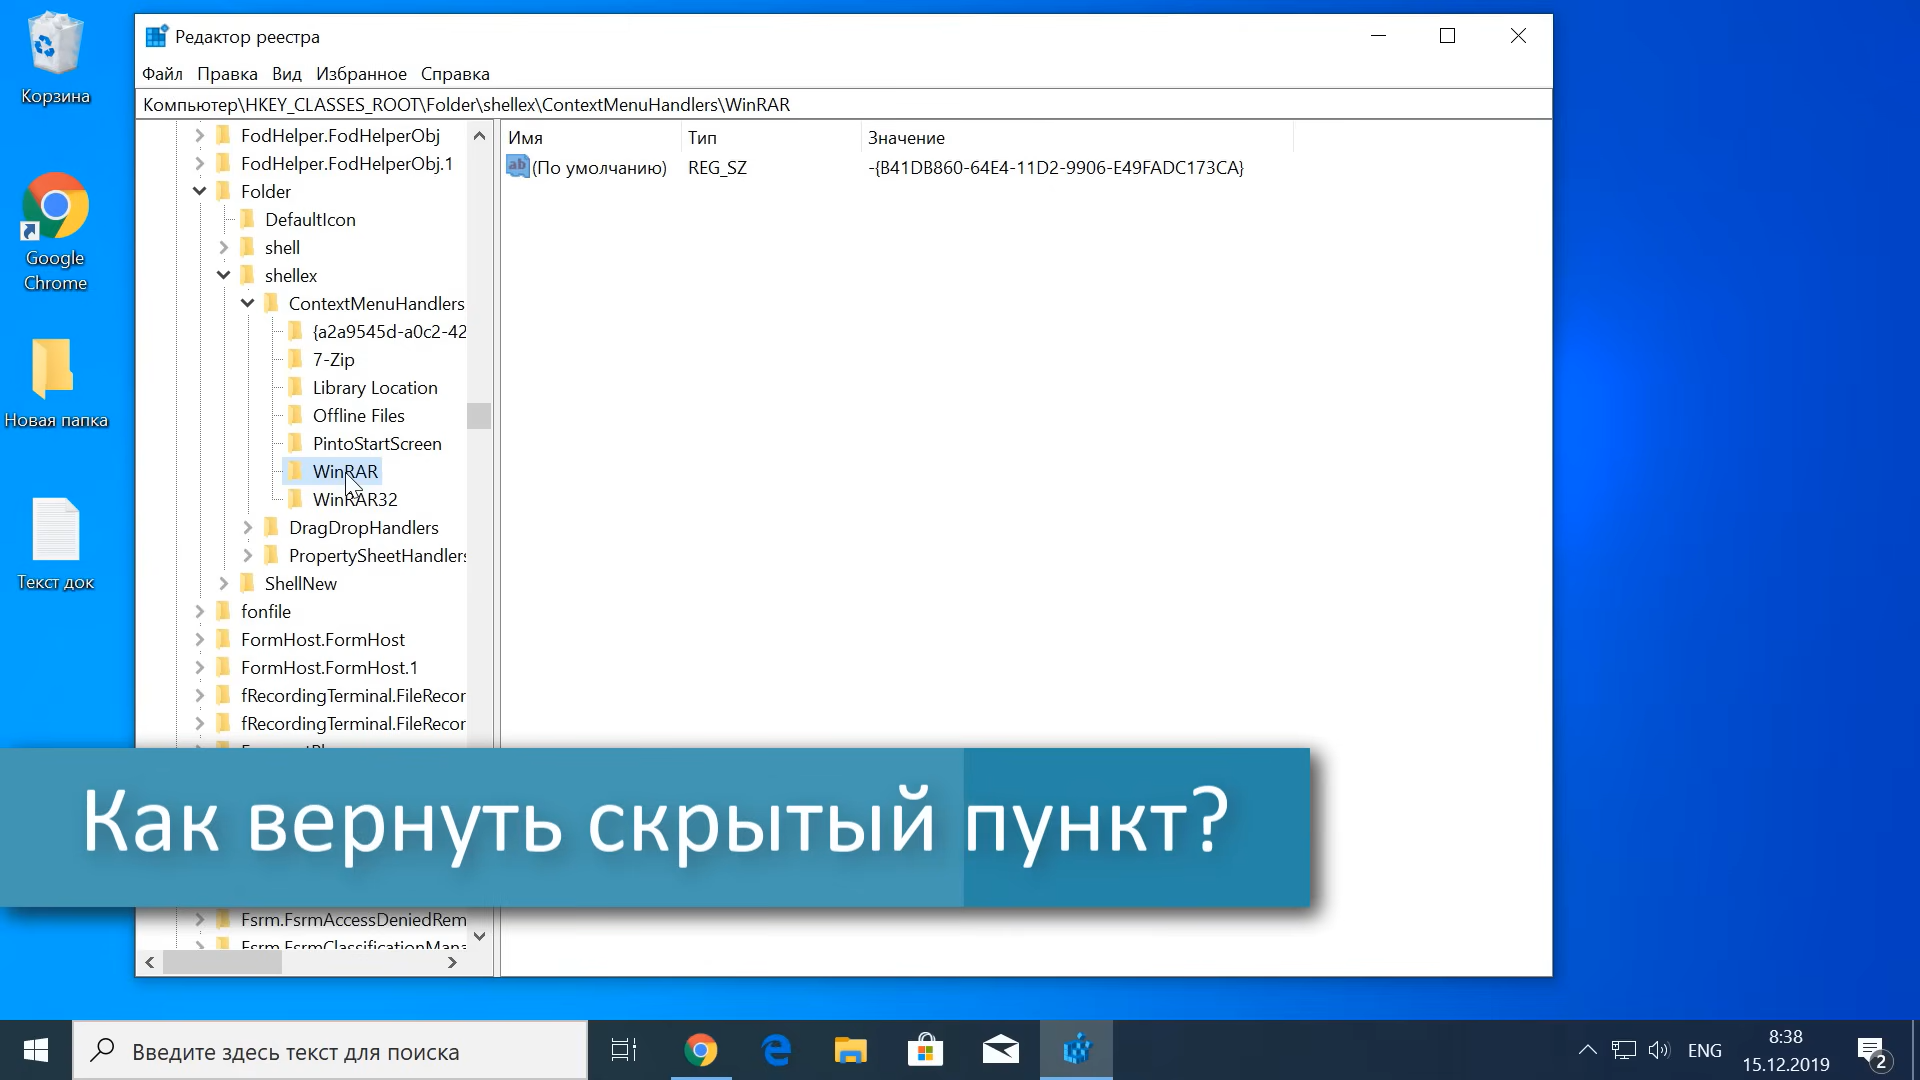 Корзина
Google
Chrome
Новая папка
Текст док
Редактор реестра
Файл Правка Вид Избранное Справка
Компьютер\HKEY_CLASSES_ROOT\Folder\shellex\ContextMenuHandlers\WinRAR
FodHelper.FodHelperObj
FodHelper.FodHelperObj.1
Folder
DefaultIcon
shell
shellex
ContextMenuHandlers
{a2a9545d-a0c2-42
7-Zip
Library Location
Offline Files
PintoStartScreen
WinRAR
WinRAR32
DragDropHandlers
PropertySheetHandlers
ShellNew
fonfile
FormHost.FormHost
FormHost.FormHost.1
fRecordingTerminal.FileRecor
fRecordingTerminal.FileRecor
Fsrm.FsrmAccessDeniedRem
Fsrm.FsrmClassificationMana
Имя Тип Значение
ab (По умолчанию) REG_SZ -{B41DB860-64E4-11D2-9906-E49FADC173CA}
Как вернуть скрытый пункт?
Введите здесь текст для поиска
ENG
8:38
15.12.2019
2